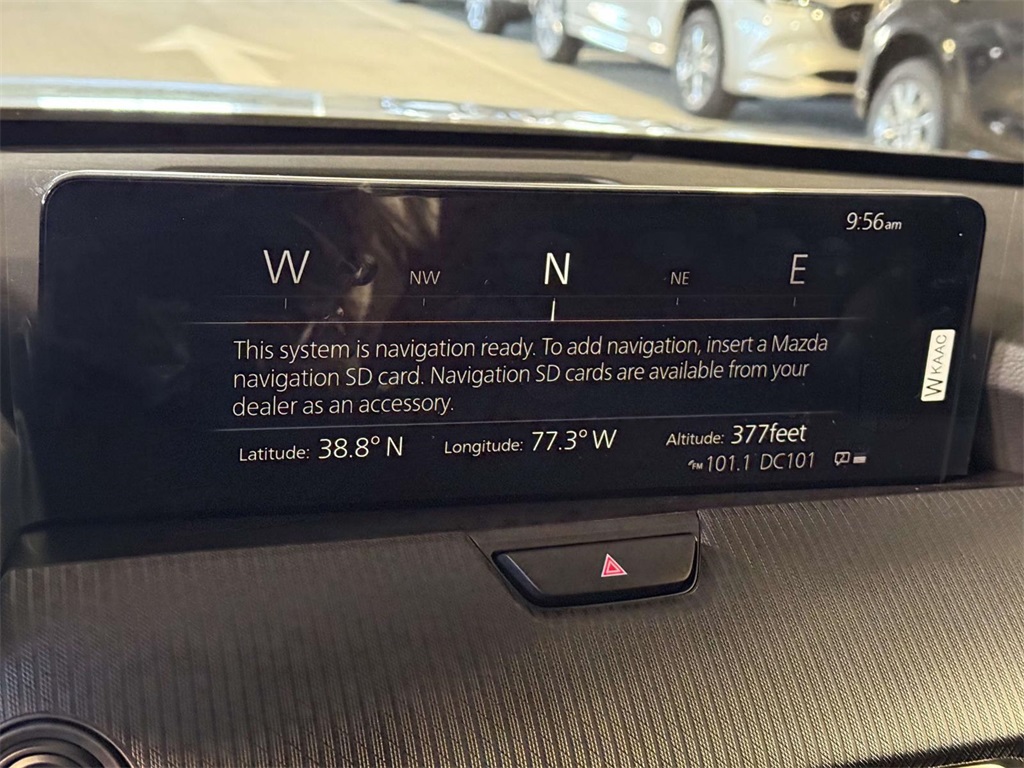 9:56am
W NW N NE E
This system is navigation ready. To add navigation, insert a Mazda
navigation SD card. Navigation SD cards are available from your
dealer as an accessory.
Latitude: 38.8° N Longitude: 77.3° W Altitude: 377feet
FM 101.1 DC101
WKAAC